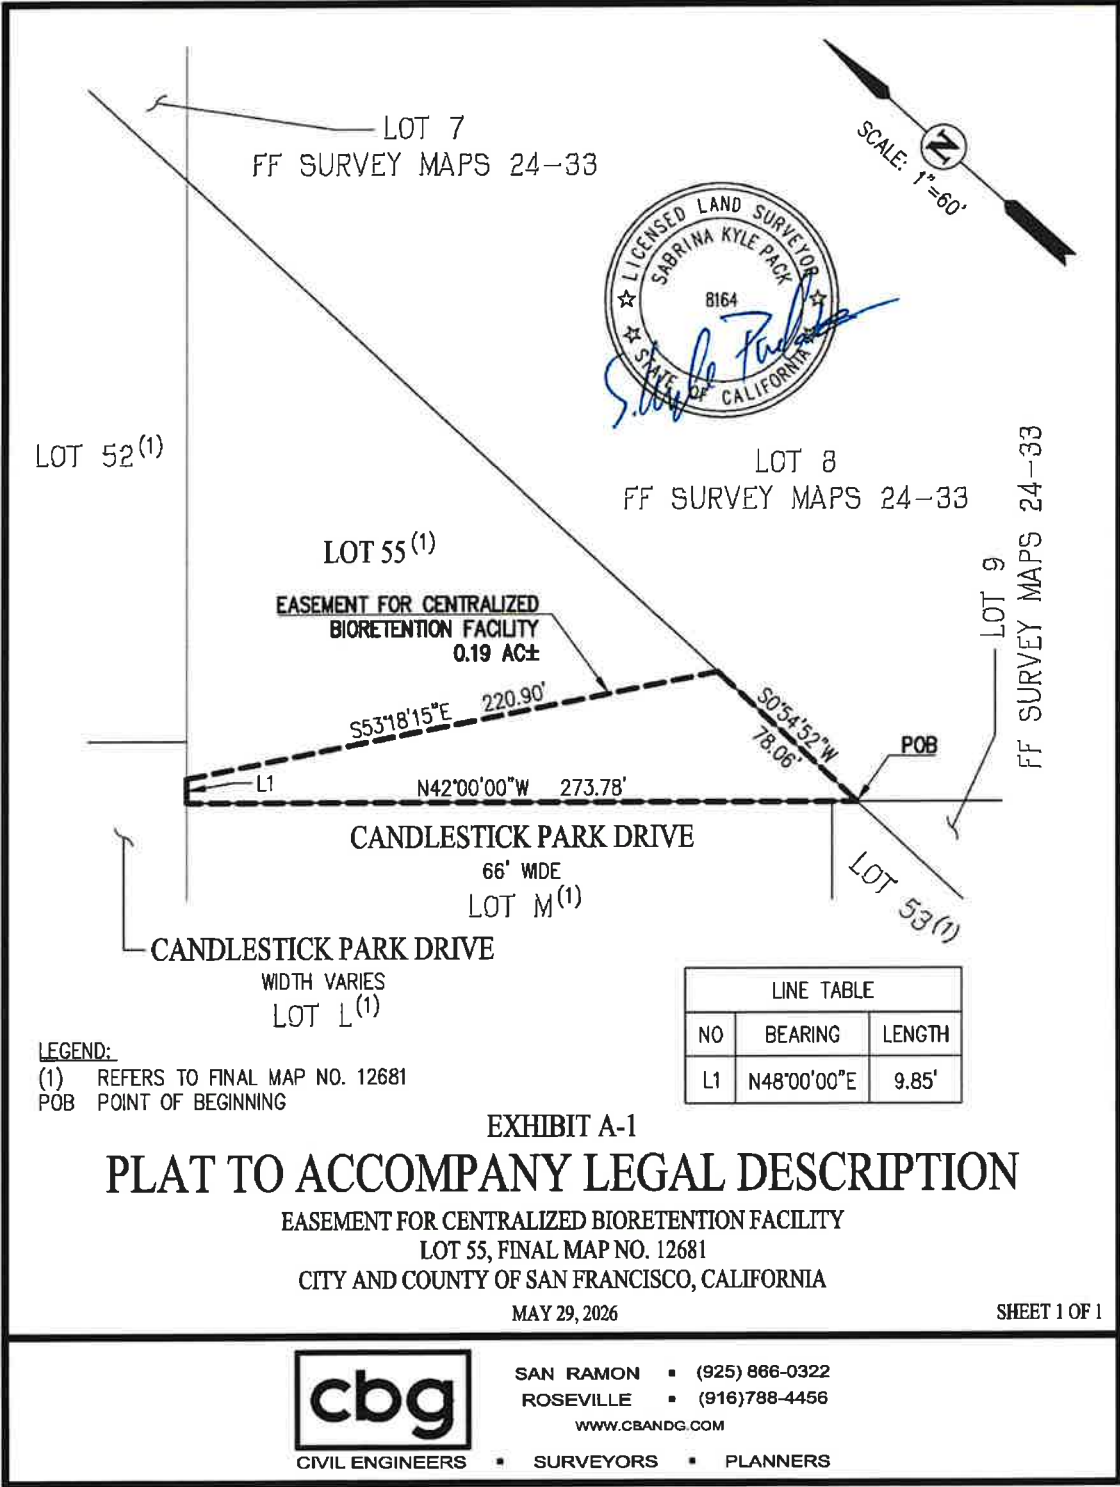 LOT 7
FF SURVEY MAPS 24-33
N
SCALE: 1"=60'
LICENSED LAND SURVEYOR
SABRINA KYLE PACK
8164
STATE OF CALIFORNIA
LOT 52(1)
LOT 8
FF SURVEY MAPS 24-33
LOT 9
FF SURVEY MAPS 24-33
LOT 55(1)
EASEMENT FOR CENTRALIZED
BIORETENTION FACILITY
0.19 AC±
S53°18'15"E 220.90'
S0°54'52"W
78.06'
POB
L1
N42°00'00"W 273.78'
CANDLESTICK PARK DRIVE
66' WIDE
LOT M(1)
LOT 53(1)
CANDLESTICK PARK DRIVE
WIDTH VARIES
LOT L(1)
LINE TABLE
NO BEARING LENGTH
L1 N48°00'00"E 9.85'
LEGEND:
(1) REFERS TO FINAL MAP NO. 12681
POB POINT OF BEGINNING
EXHIBIT A-1
PLAT TO ACCOMPANY LEGAL DESCRIPTION
EASEMENT FOR CENTRALIZED BIORETENTION FACILITY
LOT 55, FINAL MAP NO. 12681
CITY AND COUNTY OF SAN FRANCISCO, CALIFORNIA
MAY 29, 2026
SHEET 1 OF 1
cbg
SAN RAMON ▪ (925) 866-0322
ROSEVILLE ▪ (916)788-4456
WWW.CBANDG.COM
CIVIL ENGINEERS ▪ SURVEYORS ▪ PLANNERS